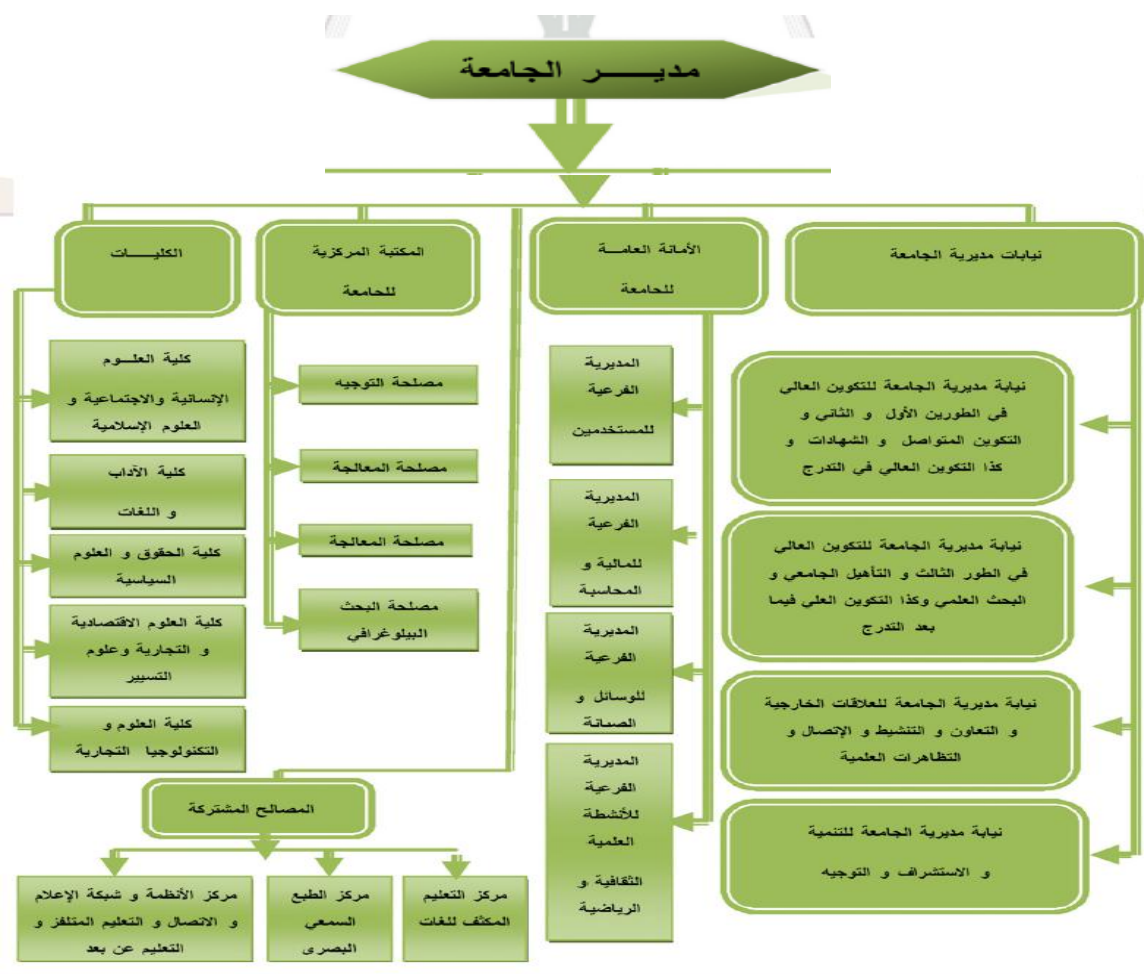 مديـــــر الجامعة
نيابات مديرية الجامعة
نيابة مديرية الجامعة للتكوين العالي
في الطورين الأول و الثاني و
التكوين المتواصل و الشهادات و
كذا التكوين العالي في التدرج
نيابة مديرية الجامعة للتكوين العالي
في الطور الثالث و التأهيل الجامعي و
البحث العلمي وكذا التكوين العلي فيما
بعد التدرج
نيابة مديرية الجامعة للعلاقات الخارجية
و التعاون و التنشيط و الإتصال و
التظاهرات العلمية
نيابة مديرية الجامعة للتنمية
و الاستشراف و التوجيه
الأمانة العامـــة
للجامعة
المديرية
الفرعية
للمستخدمين
المديرية
الفرعية
للمالية و
المحاسبة
المديرية
الفرعية
للوسائل و
الصيانة
المديرية
الفرعية
للأنشطة
العلمية
الثقافية و
الرياضية
المكتبة المركزية
للجامعة
مصلحة التوجيه
مصلحة المعالجة
مصلحة المعالجة
مصلحة البحث
البيلوغرافي
الكليـــــات
كلية العلـــوم
الإنسانية والاجتماعية و
العلوم الإسلامية
كلية الآداب
و اللغات
كلية الحقوق و العلوم
السياسية
كلية العلوم الاقتصادية
و التجارية وعلوم
التسيير
كلية العلوم و
التكنولوجيا التجارية
المصالح المشتركة
مركز التعليم
المكثف للغات
مركز الطبع
السمعي
البصرى
مركز الأنظمة و شبكة الإعلام
و الاتصال و التعليم المتلفز و
التعليم عن بعد